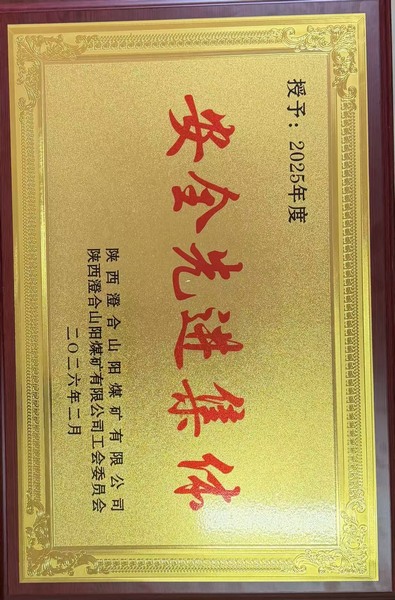 授予：2025年度
安全先进集体
陕西澄合山阳煤矿有限公司
陕西澄合山阳煤矿有限公司工会委员会
二〇二六年二月